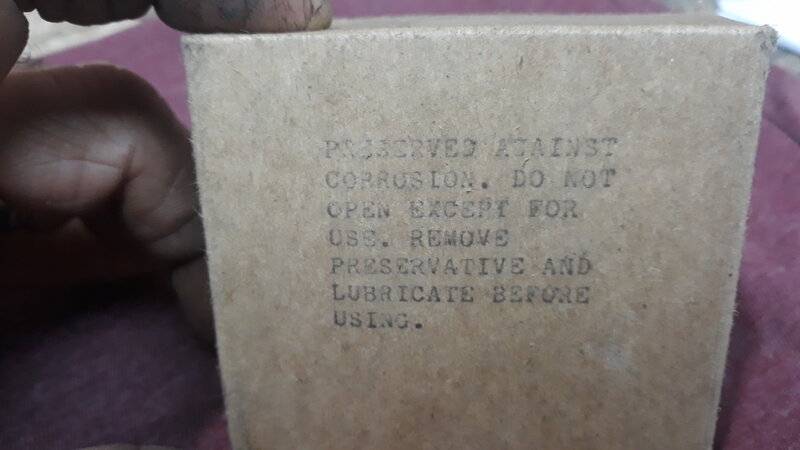 PRESERVED AGAINST
CORROSION. DO NOT
OPEN EXCEPT FOR
USE. REMOVE
PRESERVATIVE AND
LUBRICATE BEFORE
USING.